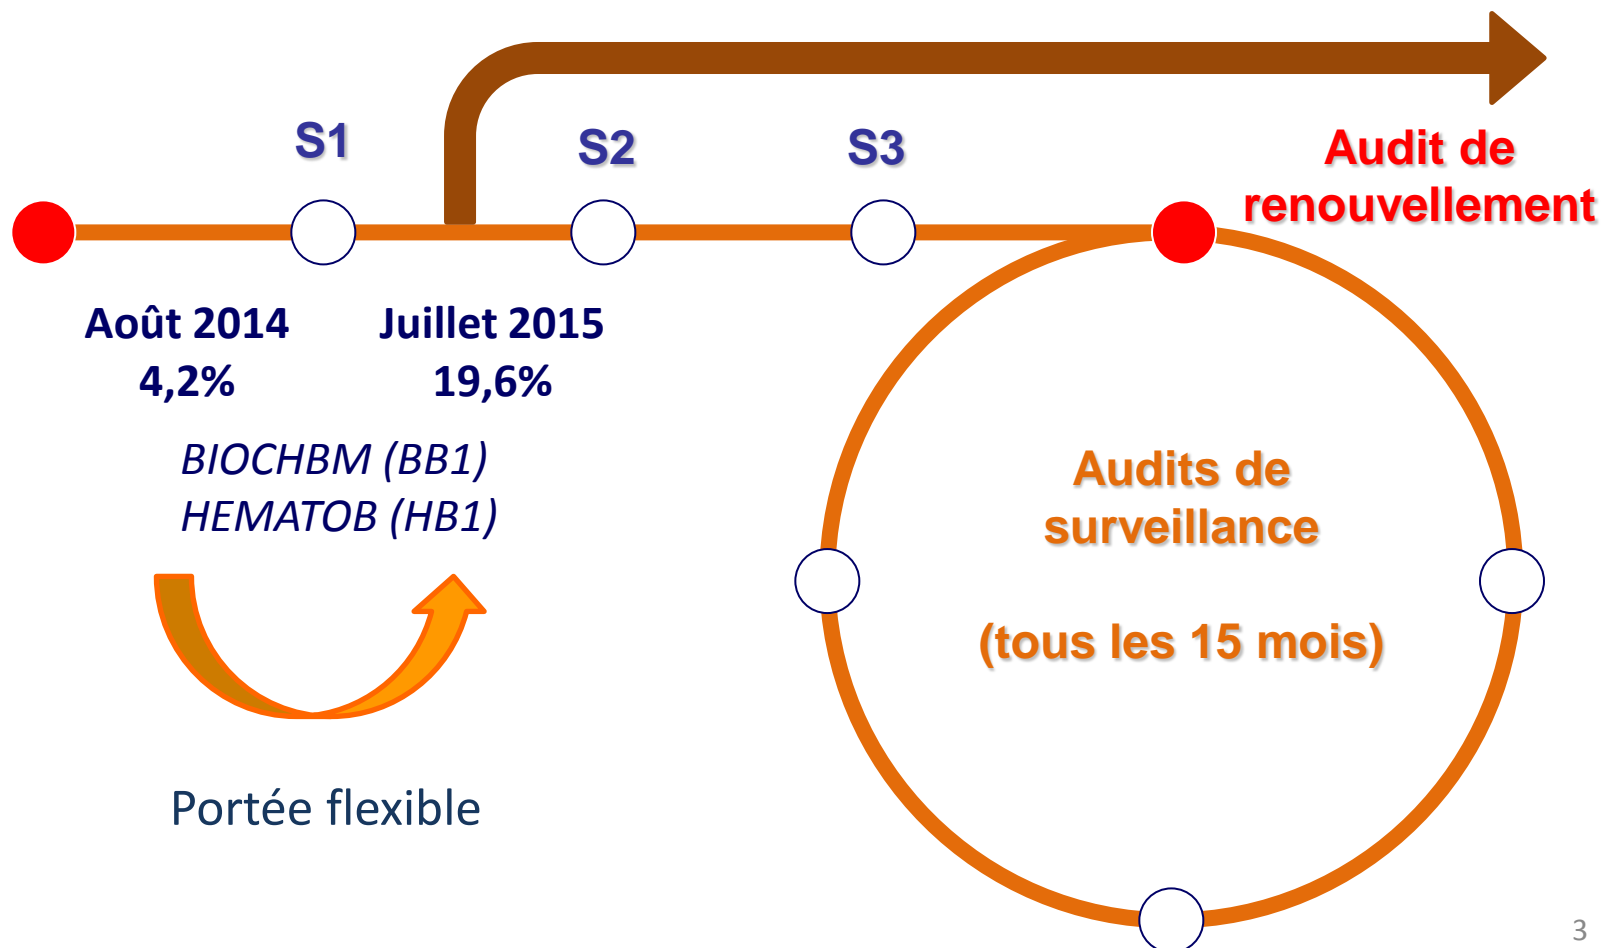 S1
S2
S3
Audit de
renouvellement
Août 2014
4,2%
Juillet 2015
19,6%
BIOCHBM (BB1)
HEMATOB (HB1)
Portée flexible
Audits de
surveillance
(tous les 15 mois)
3